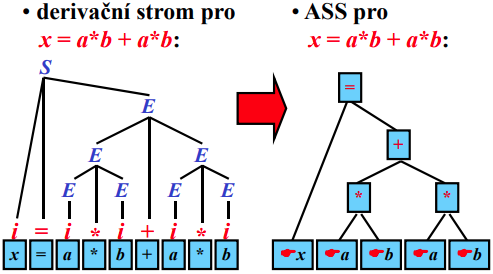 • derivační strom pro
x = a*b + a*b:
S
E
E E
E E E E
i = i * i + i * i
x = a * b + a * b
• ASS pro
x = a*b + a*b:
=
+
* *
☛x ☛a ☛b ☛a ☛b